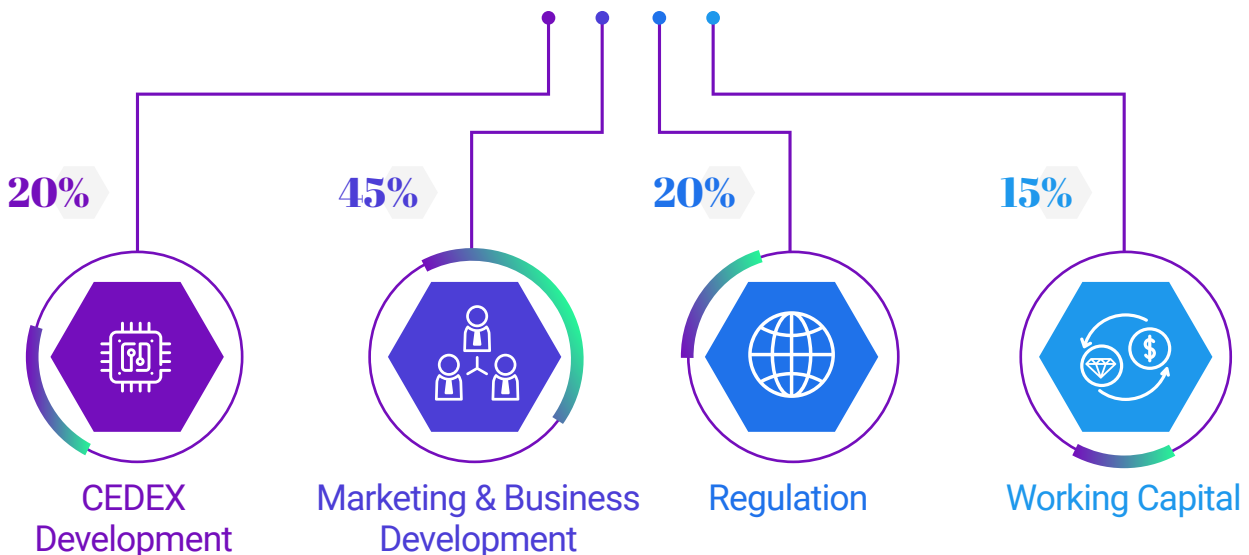 20%
45%
20%
15%
CEDEX
Development
Marketing & Business
Development
Regulation
Working Capital